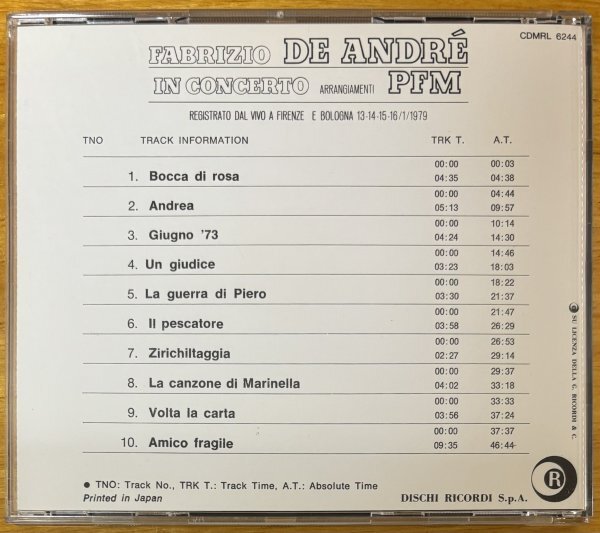 CDMRL 6244
FABRIZIO DE ANDRÉ
IN CONCERTO ARRANGIAMENTI PFM
REGISTRATO DAL VIVO A FIRENZE E BOLOGNA 13-14-15-16/1/1979
TNO TRACK INFORMATION TRK T. A.T.
00:00 00:03
1. Bocca di rosa 04:35 04:38
00:00 04:44
2. Andrea 05:13 09:57
00:00 10:14
3. Giugno '73 04:24 14:30
00:00 14:46
4. Un giudice 03:23 18:03
00:00 18:22
5. La guerra di Piero 03:30 21:37
00:00 21:47
6. Il pescatore 03:58 26:29
00:00 26:53
7. Zirichiltaggia 02:27 29:14
00:00 29:37
8. La canzone di Marinella 04:02 33:18
00:00 33:33
9. Volta la carta 03:56 37:24
00:00 37:37
10. Amico fragile 09:35 46:44
● TNO: Track No., TRK T.: Track Time, A.T.: Absolute Time
Printed in Japan
DISCHI RICORDI S.p.A.
R
SU LICENZA DELLA G. RICORDI & C.